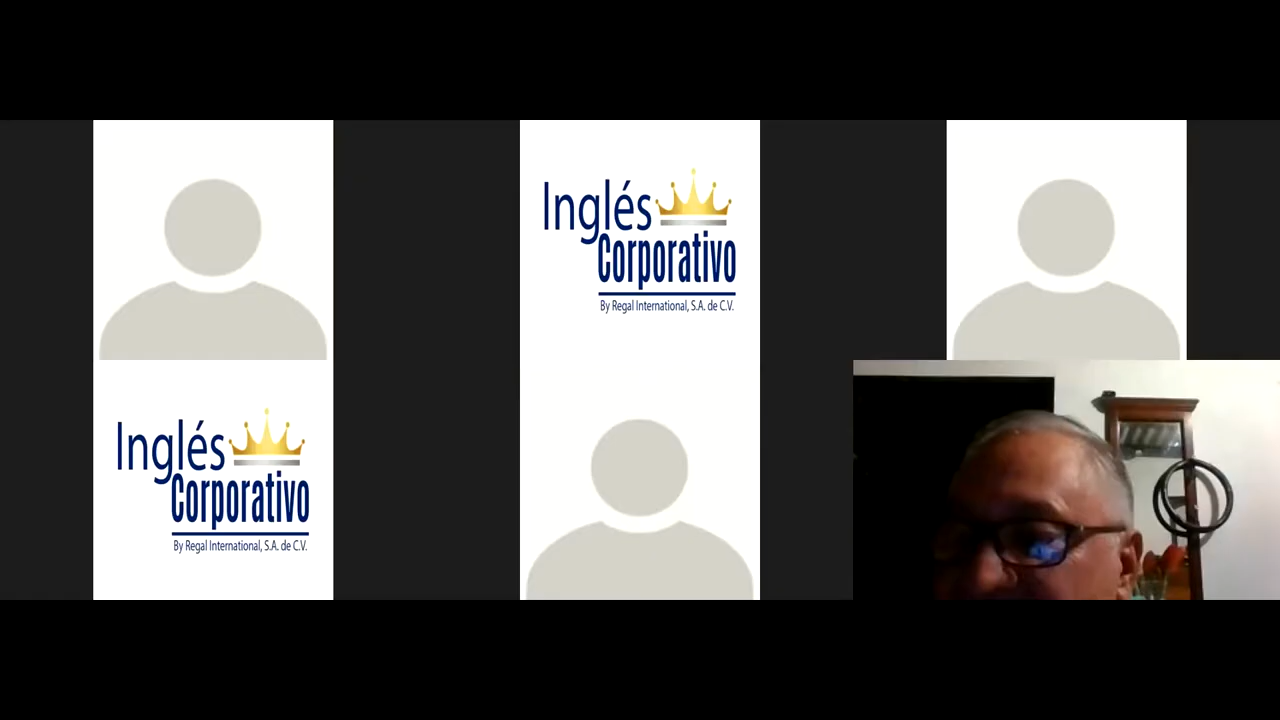 Inglés
Corporativo
By Regal International, S.A. de C.V.
Inglés
Corporativo
By Regal International, S.A. de C.V.